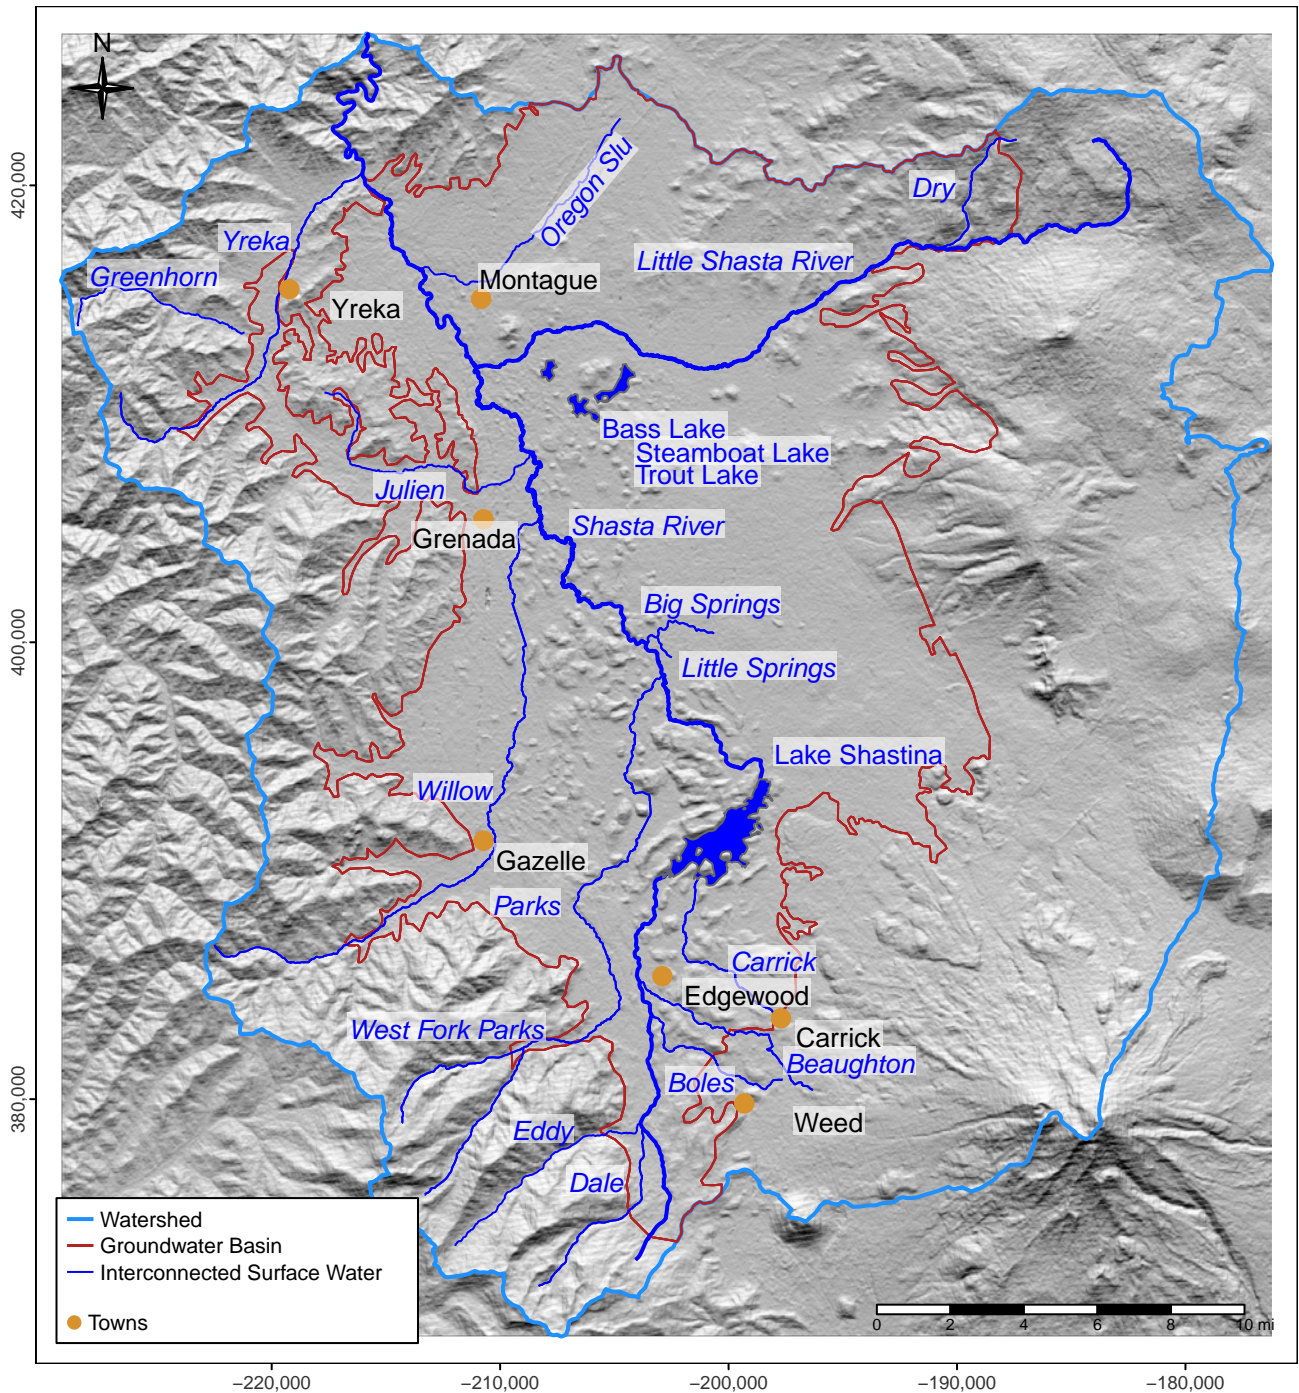 N
Oregon Slu
Dry
Yreka
Little Shasta River
Greenhorn
Montague
Yreka
Bass Lake
Steamboat Lake
Trout Lake
Julien
Shasta River
Grenada
Big Springs
Little Springs
Lake Shastina
Willow
Gazelle
Parks
Carrick
Edgewood
West Fork Parks
Carrick
Beaughton
Boles
Weed
Eddy
Dale
Watershed
Groundwater Basin
Interconnected Surface Water
Towns
0 2 4 6 8 10 mi
420,000
400,000
380,000
−220,000 −210,000 −200,000 −190,000 −180,000